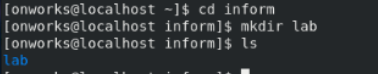 [onworks@localhost ~]$ cd inform
[onworks@localhost inform]$ mkdir lab
[onworks@localhost inform]$ ls
lab